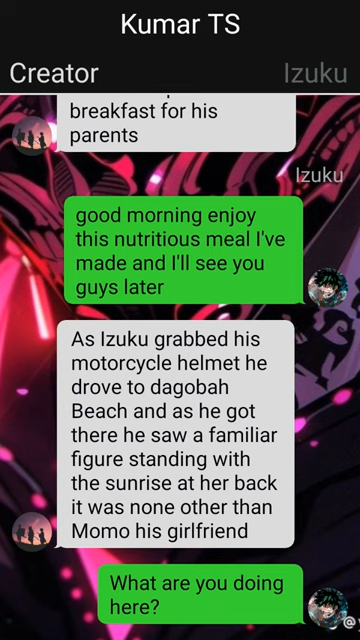 Kumar TS
Creator
Izuku
breakfast for his
parents
Izuku
good morning enjoy
this nutritious meal I've
made and I'll see you
guys later
As Izuku grabbed his
motorcycle helmet he
drove to dagobah
Beach and as he got
there he saw a familiar
figure standing with
the sunrise at her back
it was none other than
Momo his girlfriend
What are you doing
here?
@